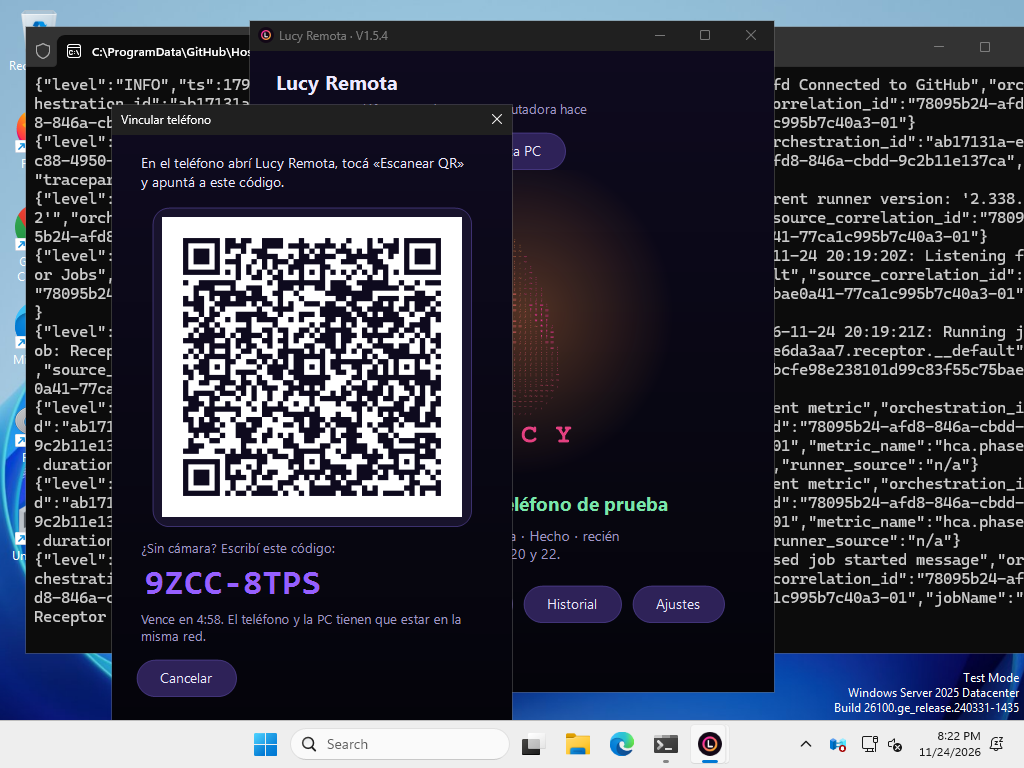 Lucy Remota · V1.5.4
C:\ProgramData\GitHub\Hos
Lucy Remota
utadora hace
a PC
Vincular teléfono
En el teléfono abrí Lucy Remota, tocá «Escanear QR»
y apuntá a este código.
¿Sin cámara? Escribí este código:
9ZCC-8TPS
Vence en 4:58. El teléfono y la PC tienen que estar en la
misma red.
Cancelar
C Y
eléfono de prueba
a · Hecho · recién
20 y 22.
Historial
Ajustes
{"level":"INFO","ts":179
hestration_id":"ab17131a
8-846a-cb
{"level":
c88-4950-
"tracepar
{"level":
2'","orch
5b24-afd8
{"level":
or Jobs",
"78095b24
}
{"level":
ob: Recep
,"source_
0a41-77ca
{"level":
d":"ab171
9c2b11e13
.duration
{"level":
d":"ab171
9c2b11e13
.duration
{"level":
chestrati
d8-846a-c
Receptor
fd Connected to GitHub","orc
orrelation_id":"78095b24-afd
c995b7c40a3-01"}
orchestration_id":"ab17131a-e
fd8-846a-cbdd-9c2b11e137ca",
rent runner version: '2.338.
source_correlation_id":"7809
41-77ca1c995b7c40a3-01"}
11-24 20:19:20Z: Listening f
lt","source_correlation_id":
bae0a41-77ca1c995b7c40a3-01"
6-11-24 20:19:21Z: Running j
e6da3aa7.receptor.__default"
bcfe98e238101d99c83f55c75bae
ent metric","orchestration_i
d":"78095b24-afd8-846a-cbdd-
01","metric_name":"hca.phase
,"runner_source":"n/a"}
ent metric","orchestration_i
d":"78095b24-afd8-846a-cbdd-
01","metric_name":"hca.phase
runner_source":"n/a"}
sed job started message","or
correlation_id":"78095b24-af
1c995b7c40a3-01","jobName":"
Test Mode
Windows Server 2025 Datacenter
Build 26100.ge_release.240331-1435
Search
8:22 PM
11/24/2026